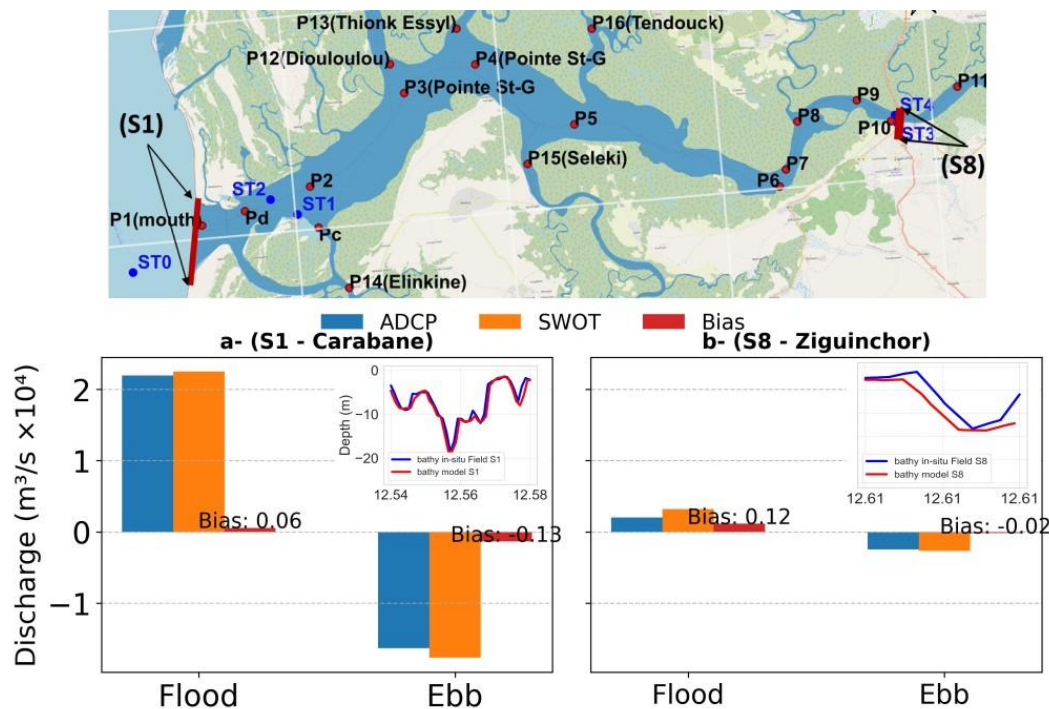 P13(Thionk Essyl)
P16(Tendouck)
P12(Diouloulou)
P4(Pointe St-G
P3(Pointe St-G
P11
P9
ST4
(S1)
P5
P8
P10
ST3
P15(Seleki)
(S8)
P7
P6
ST2
P2
ST1
P1(mouth)
Pd
Pc
ST0
P14(Elinkine)
ADCP
SWOT
Bias
a- (S1 - Carabane)
b- (S8 - Ziguinchor)
Discharge (m³/s ×10⁴)
2
1
0
−1
0
−10
−20
Depth (m)
bathy in-situ Field S1
bathy model S1
12.54
12.56
12.58
Bias: 0.06
Bias: -0.13
Flood
Ebb
bathy in-situ Field S8
bathy model S8
12.61
12.61
12.61
Bias: 0.12
Bias: -0.02
Flood
Ebb